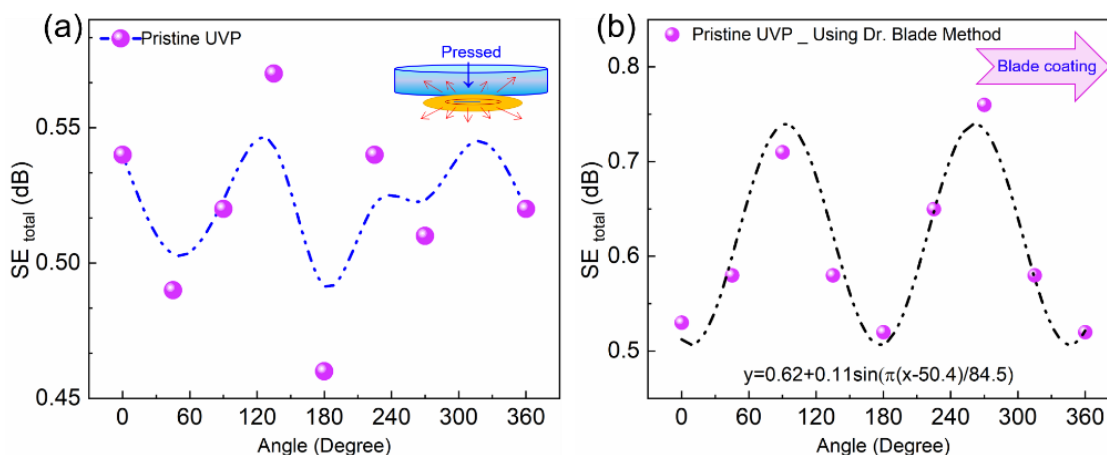 (a)
Pristine UVP
Pressed
SE total (dB)
0.55
0.50
0.45
0 60 120 180 240 300 360
Angle (Degree)
(b)
Pristine UVP _ Using Dr. Blade Method
Blade coating
SE total (dB)
0.8
0.7
0.6
0.5
y=0.62+0.11sin(π(x-50.4)/84.5)
0 60 120 180 240 300 360
Angle (Degree)